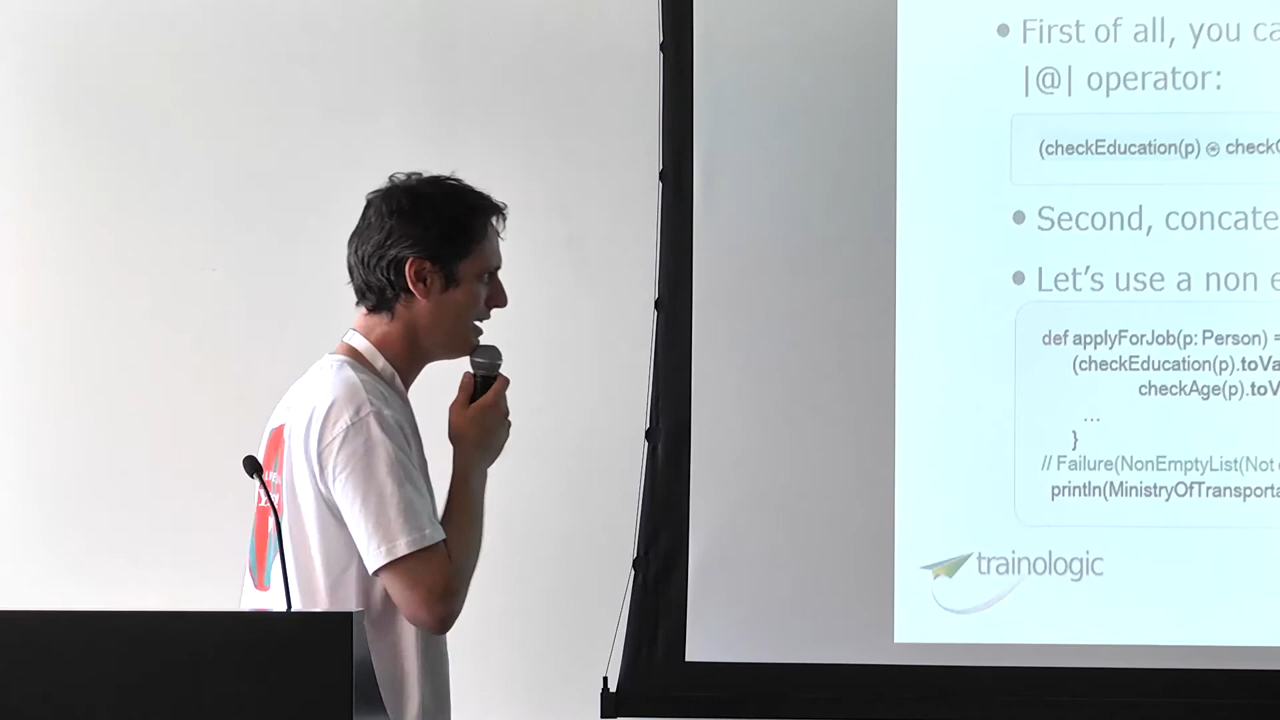 First of all, you ca
|@| operator:
(checkEducation(p) ⊛ check
Second, concate
Let's use a non e
def applyForJob(p: Person) =
(checkEducation(p).toVa
checkAge(p).toV
...
}
// Failure(NonEmptyList(Not
println(MinistryOfTransporta
trainologic